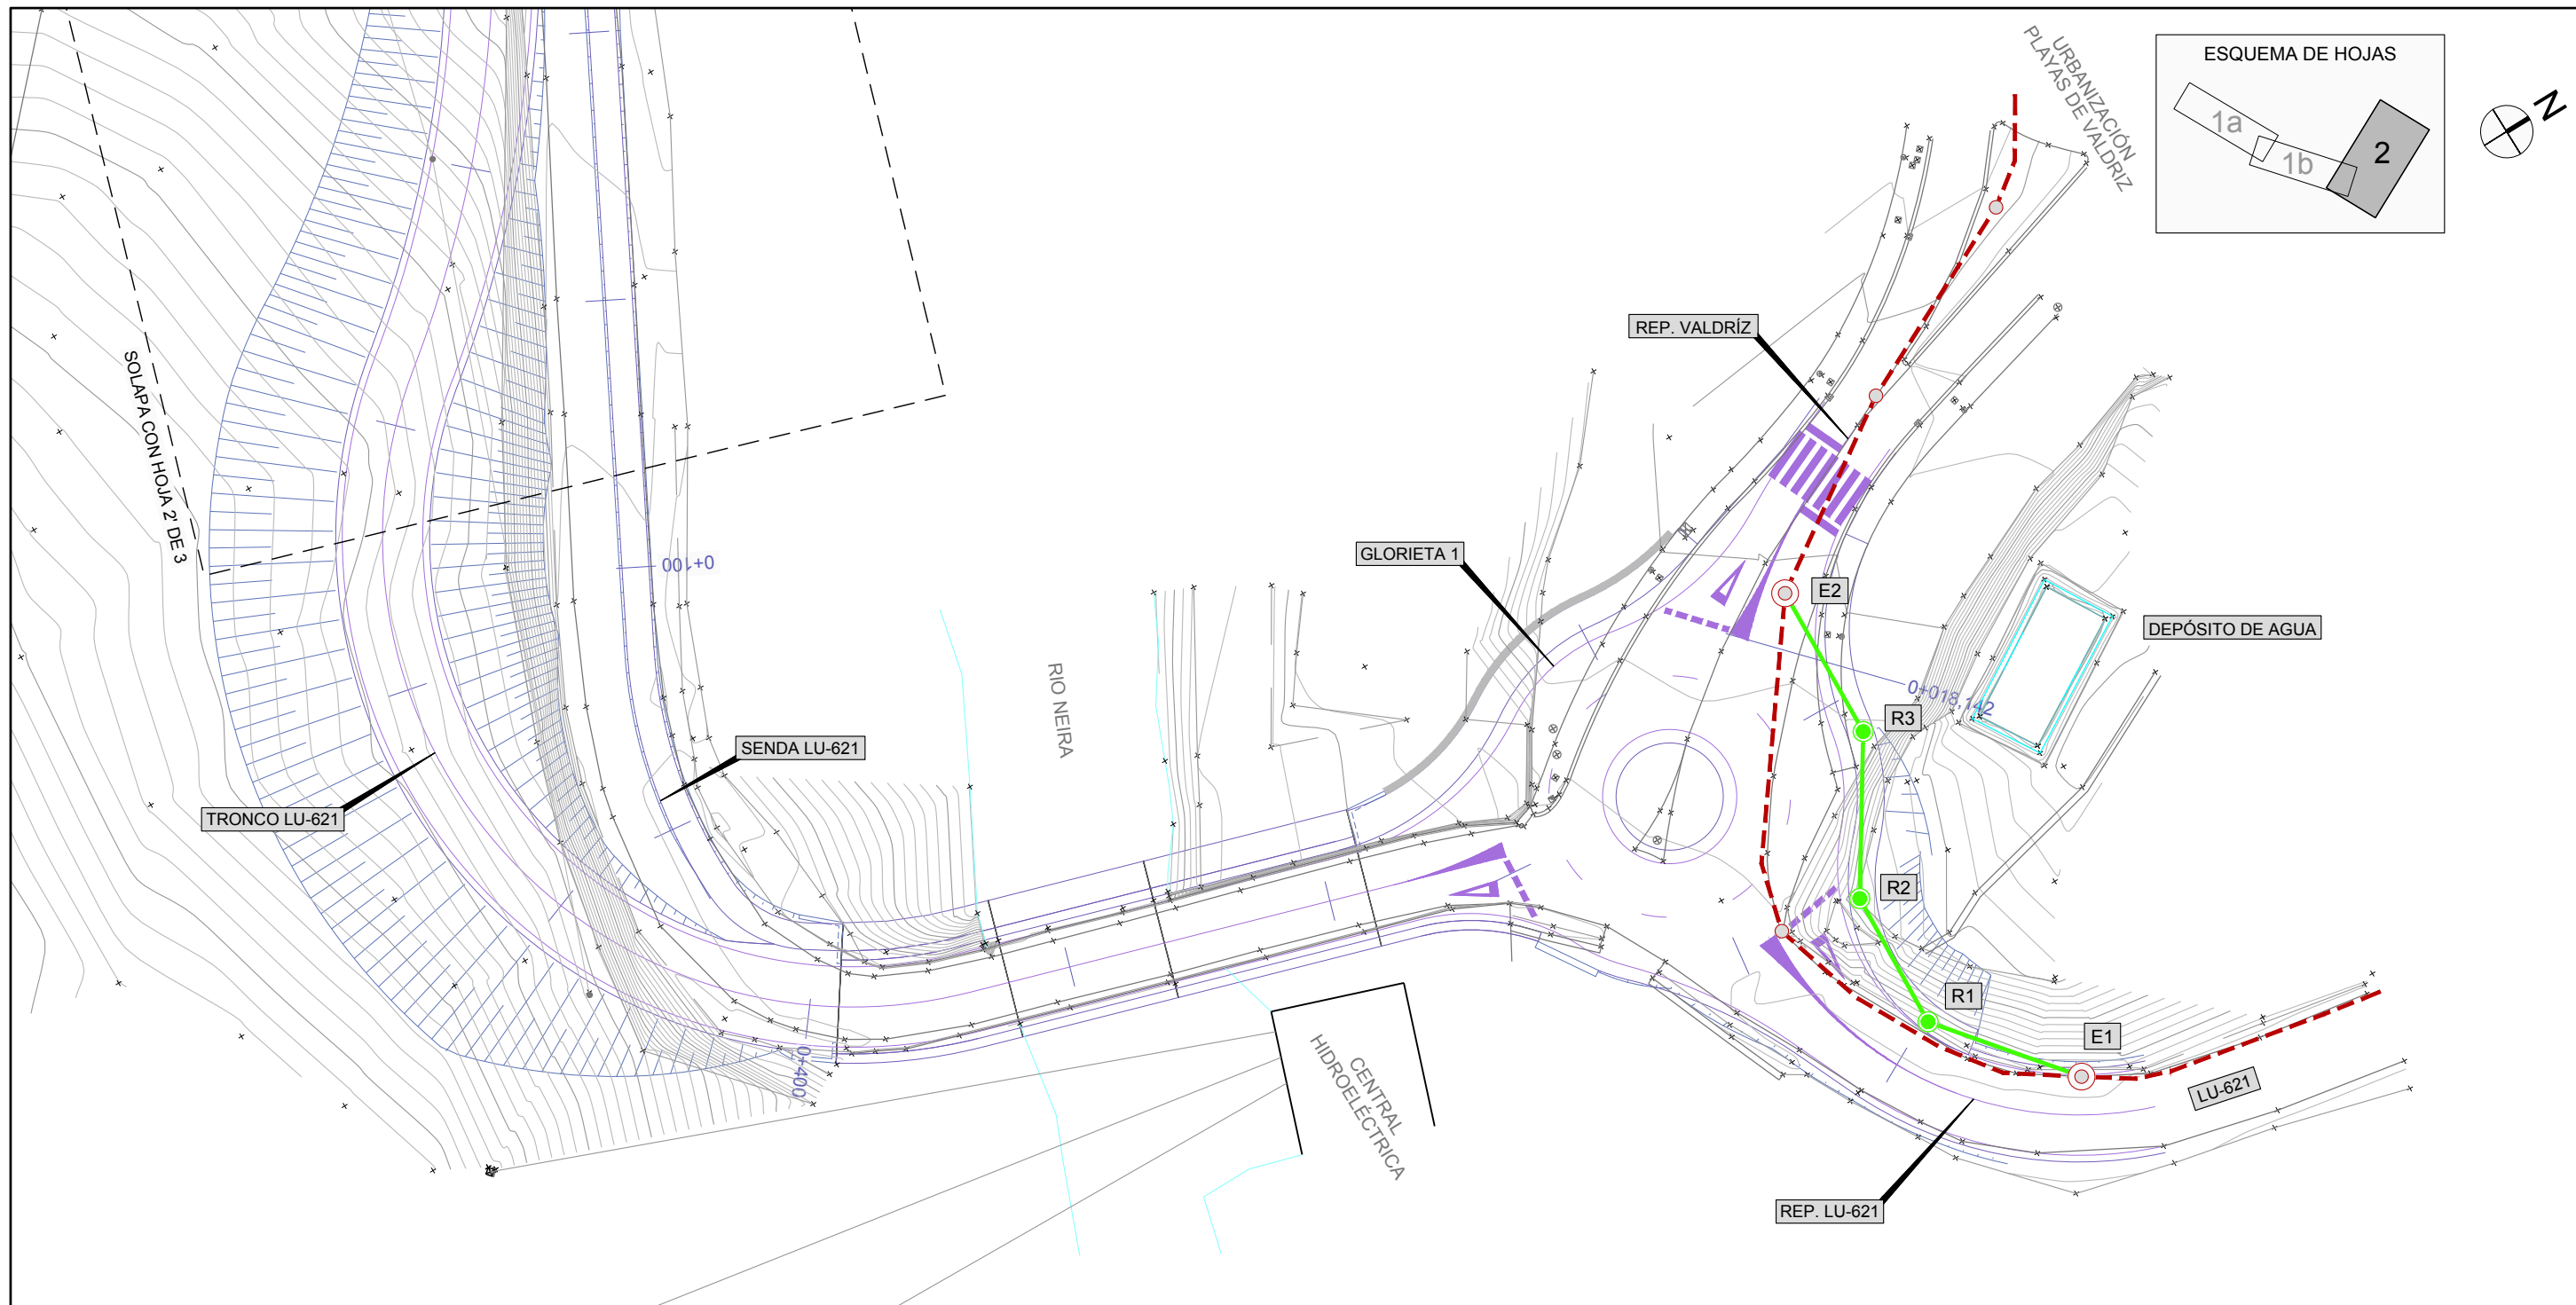 URBANIZACIÓN
PLAYAS DE VALDRIZ
ESQUEMA DE HOJAS
1a
1b
2
N
REP. VALDRÍZ
SOLAPA CON HOJA 2' DE 3
GLORIETA 1
0+100
E2
DEPÓSITO DE AGUA
RIO NEIRA
0+018,142
R3
SENDA LU-621
TRONCO LU-621
R2
R1
E1
0+400
CENTRAL
HIDROELÉCTRICA
LU-621
REP. LU-621